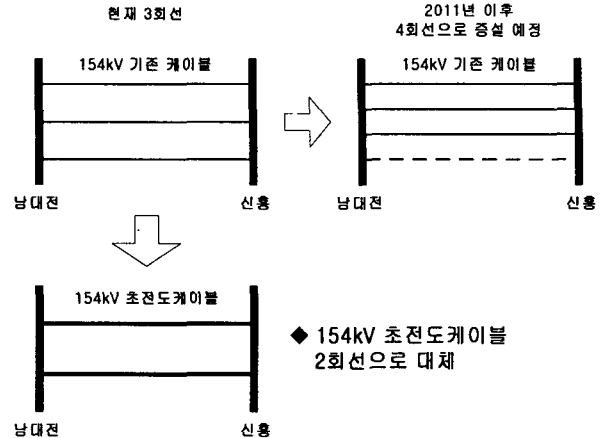 현재 3회선
2011년 이후
4회선으로 증설 예정
154kV 기존 케이블
154kV 기존 케이블
남대전
신흥
남대전
신흥
154kV 초전도케이블
◆ 154kV 초전도케이블
2회선으로 대체
남대전
신흥